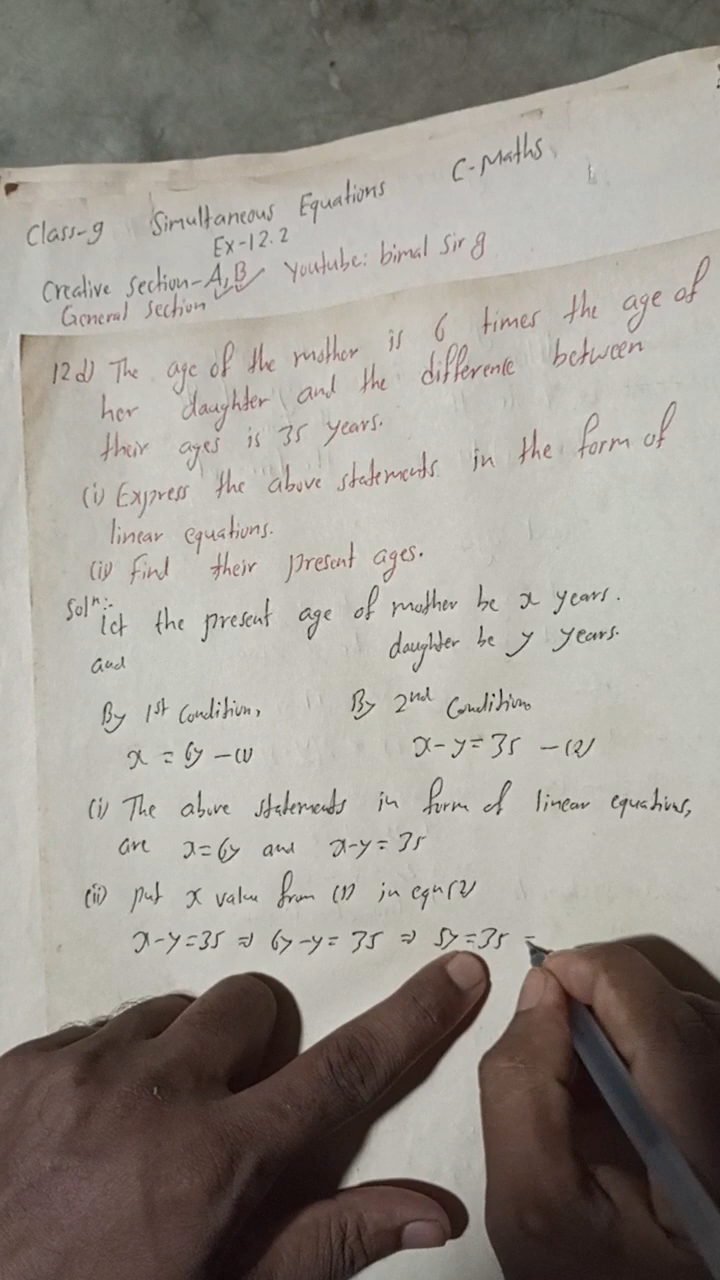 C-Maths
Class-9 Simultaneous Equations
Ex-12.2
Creative section-A,B Youtube: bimal sir g
General section
12d) The age of the mother is 6 times the age of
her daughter and the difference between
their ages is 35 years.
(i) Express the above statements in the form of
linear equations.
(ii) find their present ages.
Solⁿ:-
Let the present age of mother be x years.
and daughter be y years.
By 1st Condition, By 2nd Condition,
x = 6y —(1) x-y=35 —(2)
(i) The above statements in form of linear equations,
are x=6y and x-y=35
(ii) put x value from (1) in eqn(2)
x-y=35 ⇒ 6y-y=35 ⇒ 5y=35